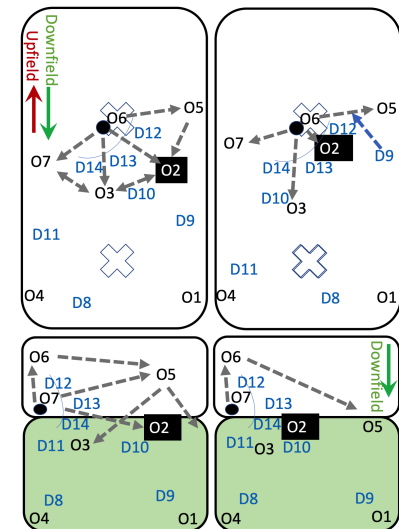 Downfield
Upfield
O6
O5
D12
D13
O7
D14
O2
O3
D10
D9
D11
O4
D8
O1
O6
O5
D12
O7
O2
D9
D14
D13
D10
O3
D11
O4
D8
O1
O6
D12
O5
O7
D13
D14
O2
D11
O3
D10
D8
D9
O4
O1
Downfield
O6
D12
O7
D13
D14
O2
O5
D11
O3
D10
D8
D9
O4
O1